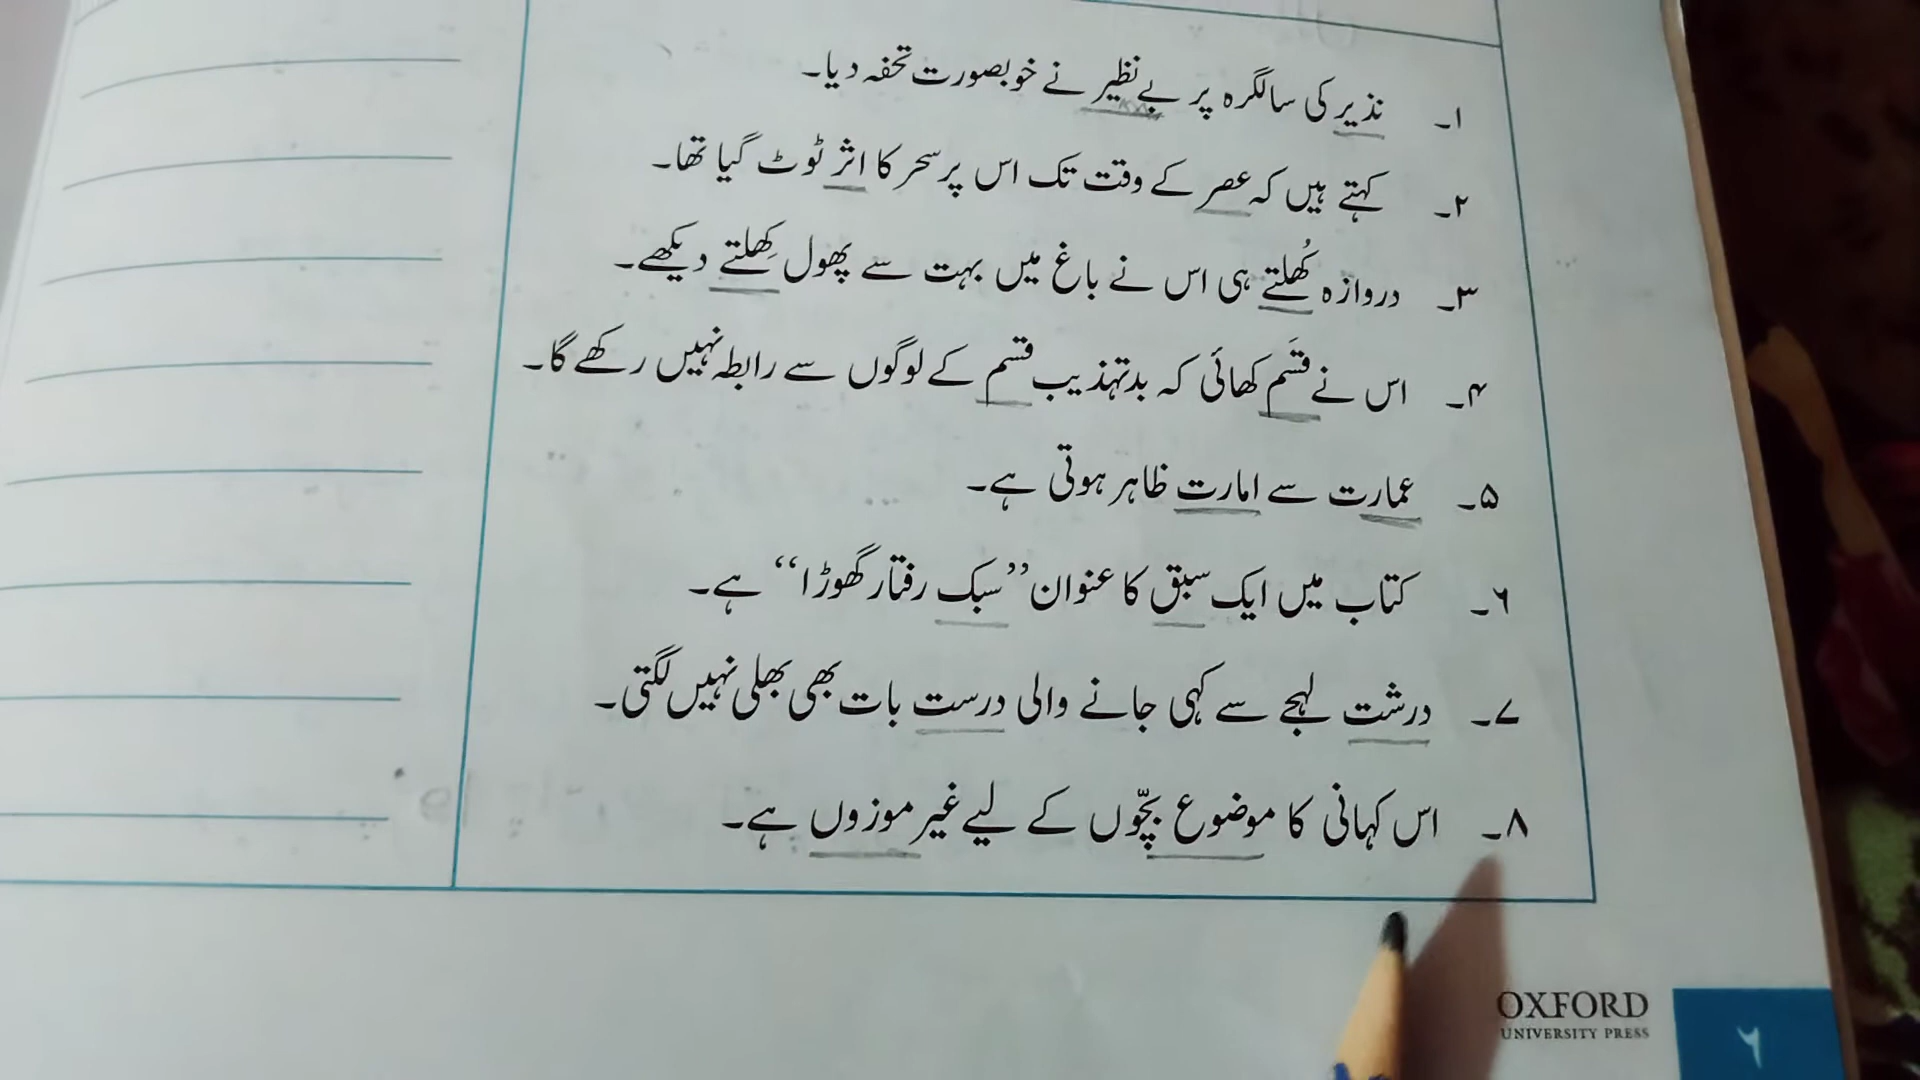 ۱۔ نذیر کی سالگرہ پر بے نظیر نے خوبصورت تحفہ دیا۔
۲۔ کہتے ہیں کہ عصر کے وقت تک اس پر سحر کا اثر ٹوٹ گیا تھا۔
۳۔ دروازہ کُھلتے ہی اس نے باغ میں بہت سے پھول کِھلتے دیکھے۔
۴۔ اس نے قسَم کھائی کہ بدتہذیب قسم کے لوگوں سے رابطہ نہیں رکھے گا۔
۵۔ عمارت سے امارت ظاہر ہوتی ہے۔
۶۔ کتاب میں ایک سبق کا عنوان ”سبک رفتار گھوڑا“ ہے۔
۷۔ درشت لہجے سے کہی جانے والی درست بات بھی بھلی نہیں لگتی۔
۸۔ اس کہانی کا موضوع بچّوں کے لیے غیر موزوں ہے۔
OXFORD
UNIVERSITY PRESS
۶